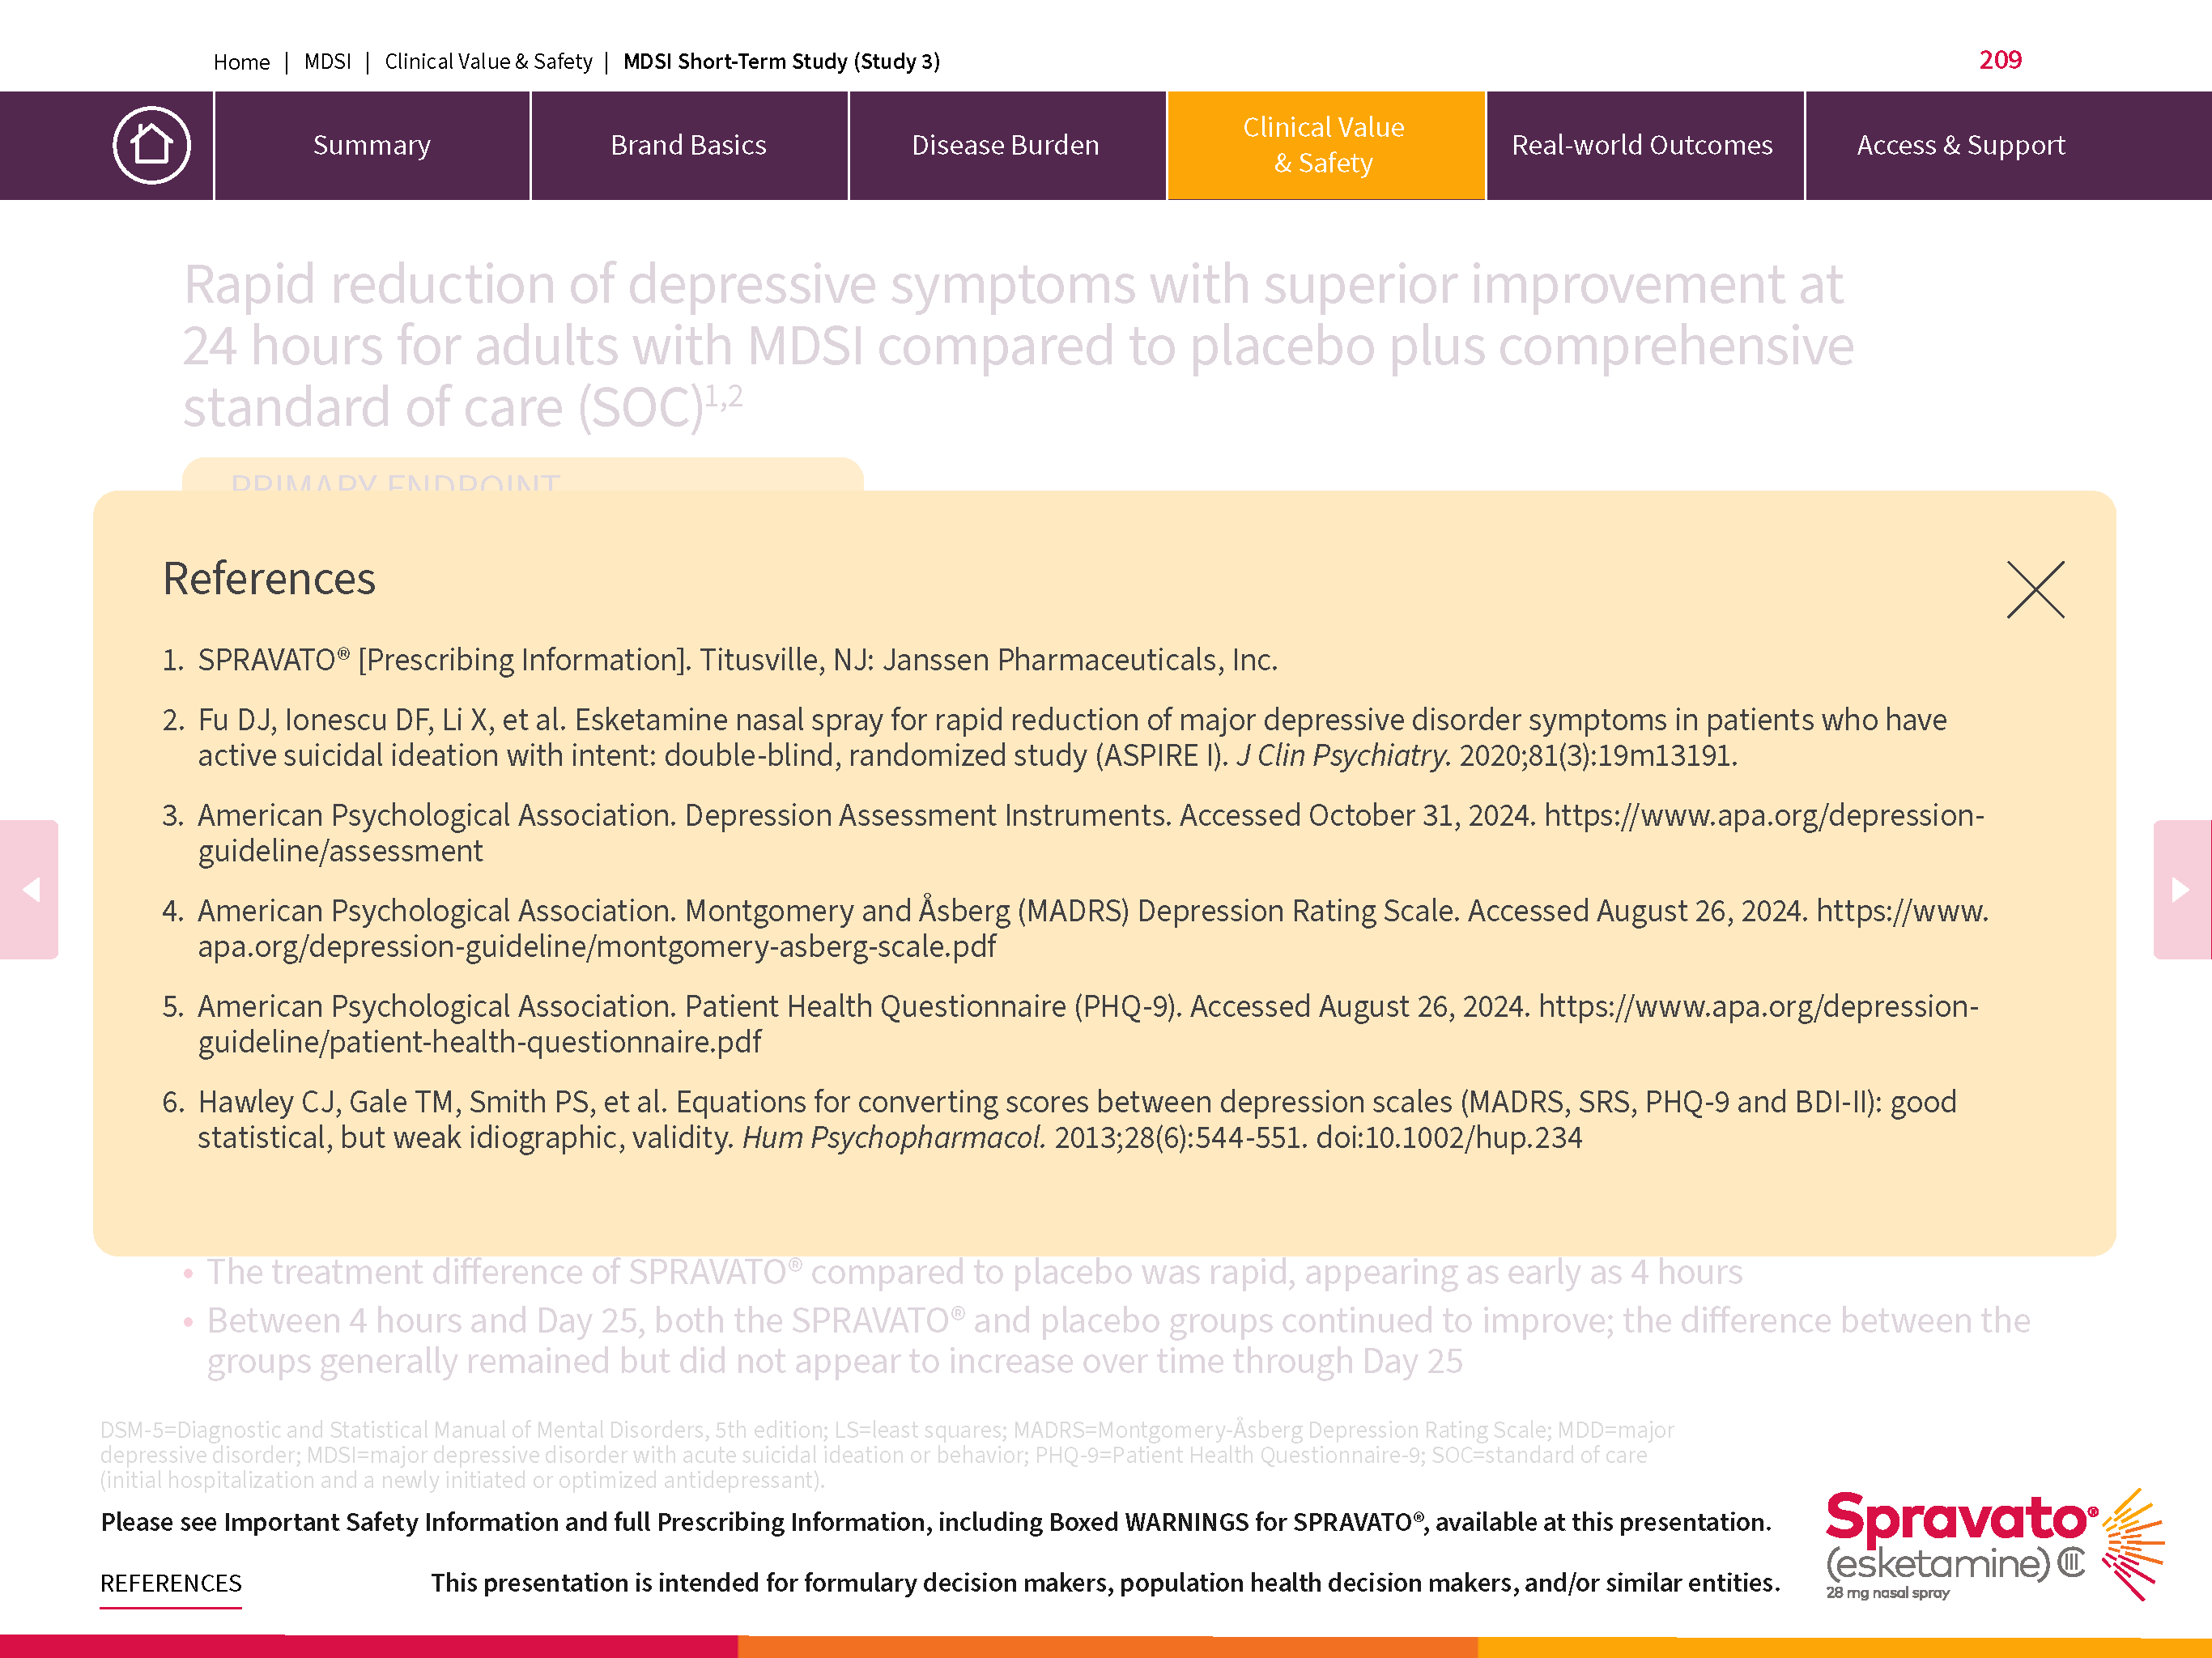 Home | MDSI | Clinical Value & Safety | MDSI Short-Term Study (Study 3)
209
Summary
Brand Basics
Disease Burden
Clinical Value
& Safety
Real-world Outcomes
Access & Support
Rapid reduction of depressive symptoms with superior improvement at
24 hours for adults with MDSI compared to placebo plus comprehensive
standard of care (SOC)1,2
PRIMARY ENDPOINT
References
1. SPRAVATO® [Prescribing Information]. Titusville, NJ: Janssen Pharmaceuticals, Inc.
2. Fu DJ, Ionescu DF, Li X, et al. Esketamine nasal spray for rapid reduction of major depressive disorder symptoms in patients who have
active suicidal ideation with intent: double-blind, randomized study (ASPIRE I). J Clin Psychiatry. 2020;81(3):19m13191.
3. American Psychological Association. Depression Assessment Instruments. Accessed October 31, 2024. https://www.apa.org/depression-
guideline/assessment
4. American Psychological Association. Montgomery and Åsberg (MADRS) Depression Rating Scale. Accessed August 26, 2024. https://www.
apa.org/depression-guideline/montgomery-asberg-scale.pdf
5. American Psychological Association. Patient Health Questionnaire (PHQ-9). Accessed August 26, 2024. https://www.apa.org/depression-
guideline/patient-health-questionnaire.pdf
6. Hawley CJ, Gale TM, Smith PS, et al. Equations for converting scores between depression scales (MADRS, SRS, PHQ-9 and BDI-II): good
statistical, but weak idiographic, validity. Hum Psychopharmacol. 2013;28(6):544-551. doi:10.1002/hup.234
• The treatment difference of SPRAVATO® compared to placebo was rapid, appearing as early as 4 hours
• Between 4 hours and Day 25, both the SPRAVATO® and placebo groups continued to improve; the difference between the
groups generally remained but did not appear to increase over time through Day 25
DSM-5=Diagnostic and Statistical Manual of Mental Disorders, 5th edition; LS=least squares; MADRS=Montgomery-Åsberg Depression Rating Scale; MDD=major
depressive disorder; MDSI=major depressive disorder with acute suicidal ideation or behavior; PHQ-9=Patient Health Questionnaire-9; SOC=standard of care
(initial hospitalization and a newly initiated or optimized antidepressant).
Please see Important Safety Information and full Prescribing Information, including Boxed WARNINGS for SPRAVATO®, available at this presentation.
REFERENCES
This presentation is intended for formulary decision makers, population health decision makers, and/or similar entities.
Spravato®
(esketamine) CIII
28 mg nasal spray